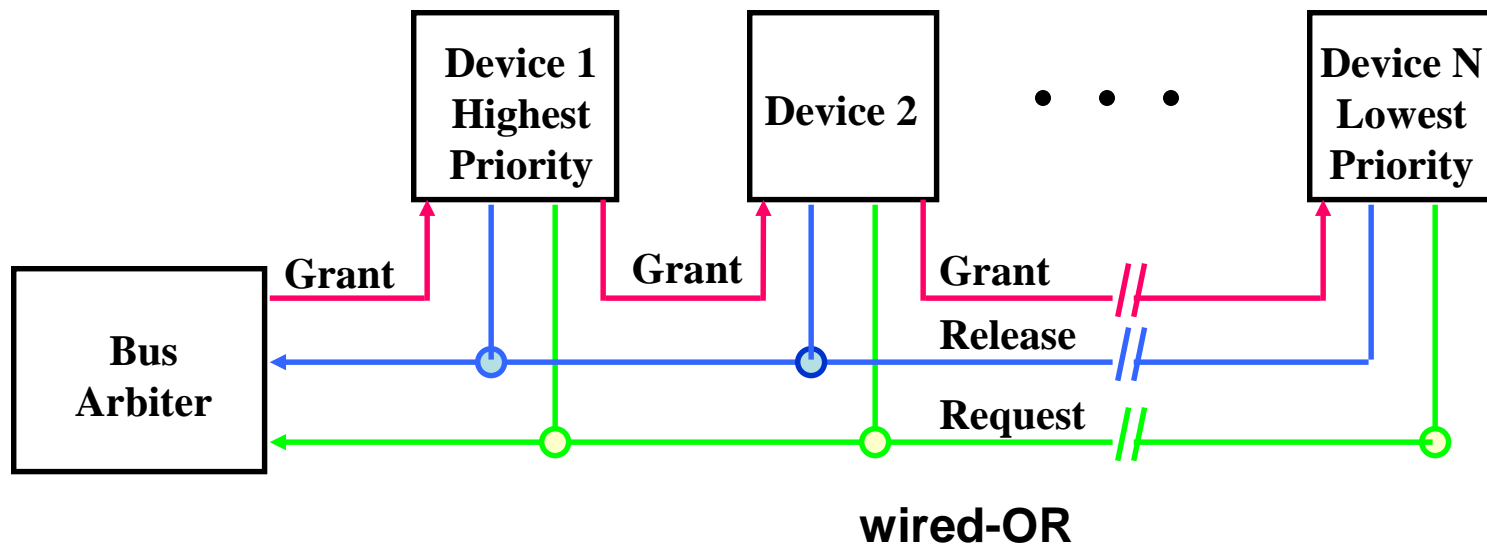 Device 1
Highest
Priority
Device 2
Device N
Lowest
Priority
Grant
Grant
Grant
Bus
Arbiter
Release
Request
wired-OR